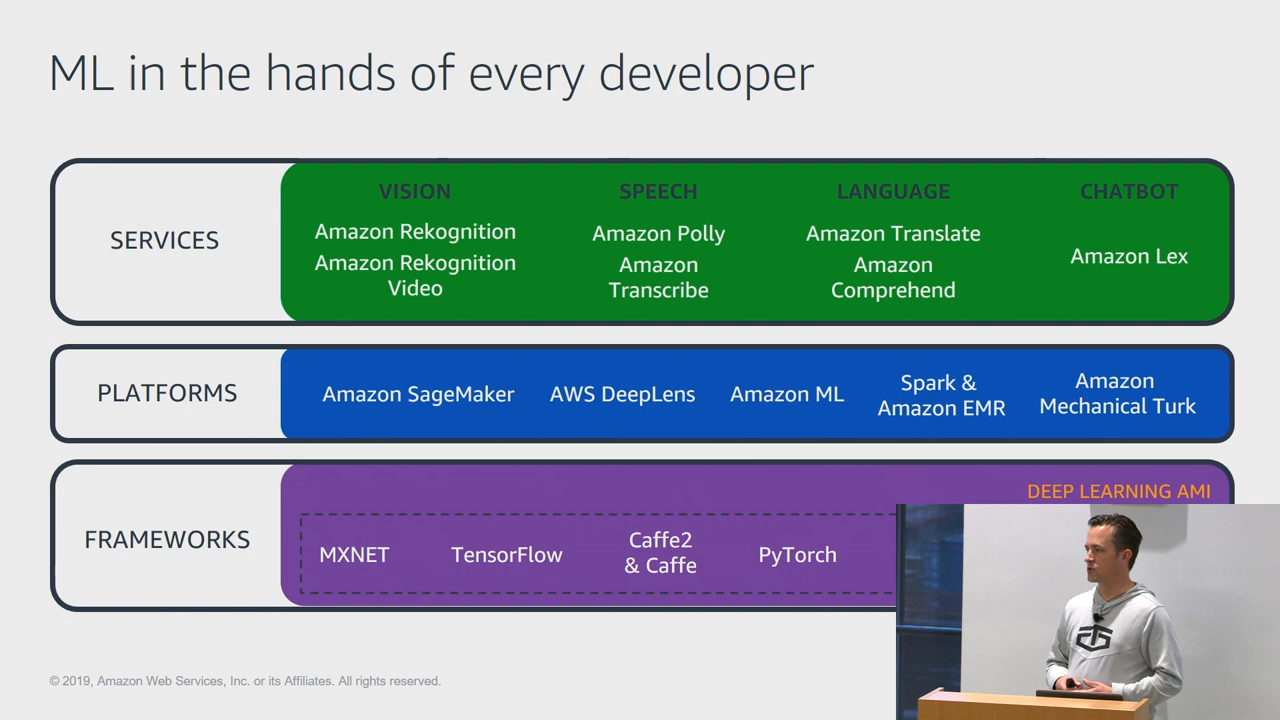 ML in the hands of every developer
SERVICES
VISION
Amazon Rekognition
Amazon Rekognition
Video
SPEECH
Amazon Polly
Amazon
Transcribe
LANGUAGE
Amazon Translate
Amazon
Comprehend
CHATBOT
Amazon Lex
PLATFORMS
Amazon SageMaker
AWS DeepLens
Amazon ML
Spark &
Amazon EMR
Amazon
Mechanical Turk
FRAMEWORKS
DEEP LEARNING AMI
MXNET
TensorFlow
Caffe2
& Caffe
PyTorch
© 2019, Amazon Web Services, Inc. or its Affiliates. All rights reserved.